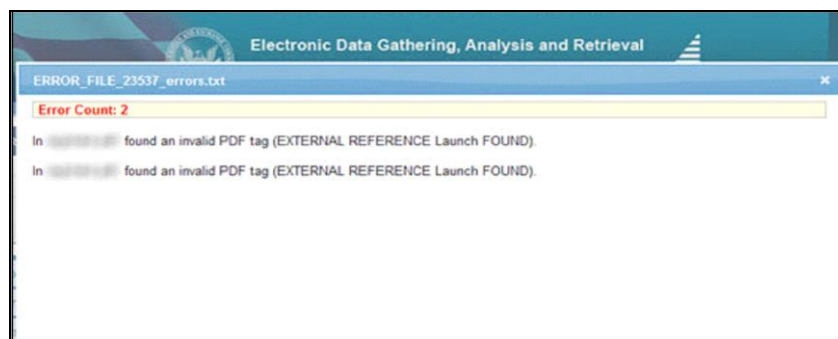 Electronic Data Gathering, Analysis and Retrieval
ERROR_FILE_23537_errors.txt
Error Count: 2
In found an invalid PDF tag (EXTERNAL REFERENCE Launch FOUND).
In found an invalid PDF tag (EXTERNAL REFERENCE Launch FOUND).